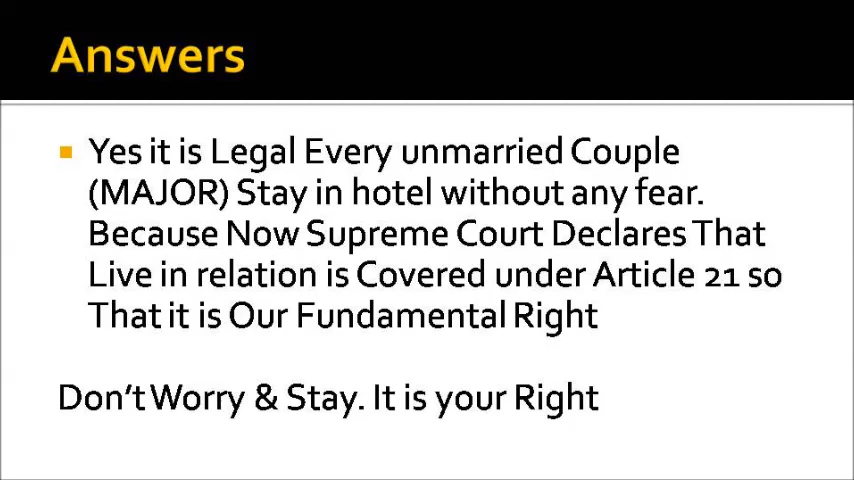 Answers
Yes it is Legal Every unmarried Couple
(MAJOR) Stay in hotel without any fear.
Because Now Supreme Court Declares That
Live in relation is Covered under Article 21 so
That it is Our Fundamental Right
Don't Worry & Stay. It is your Right